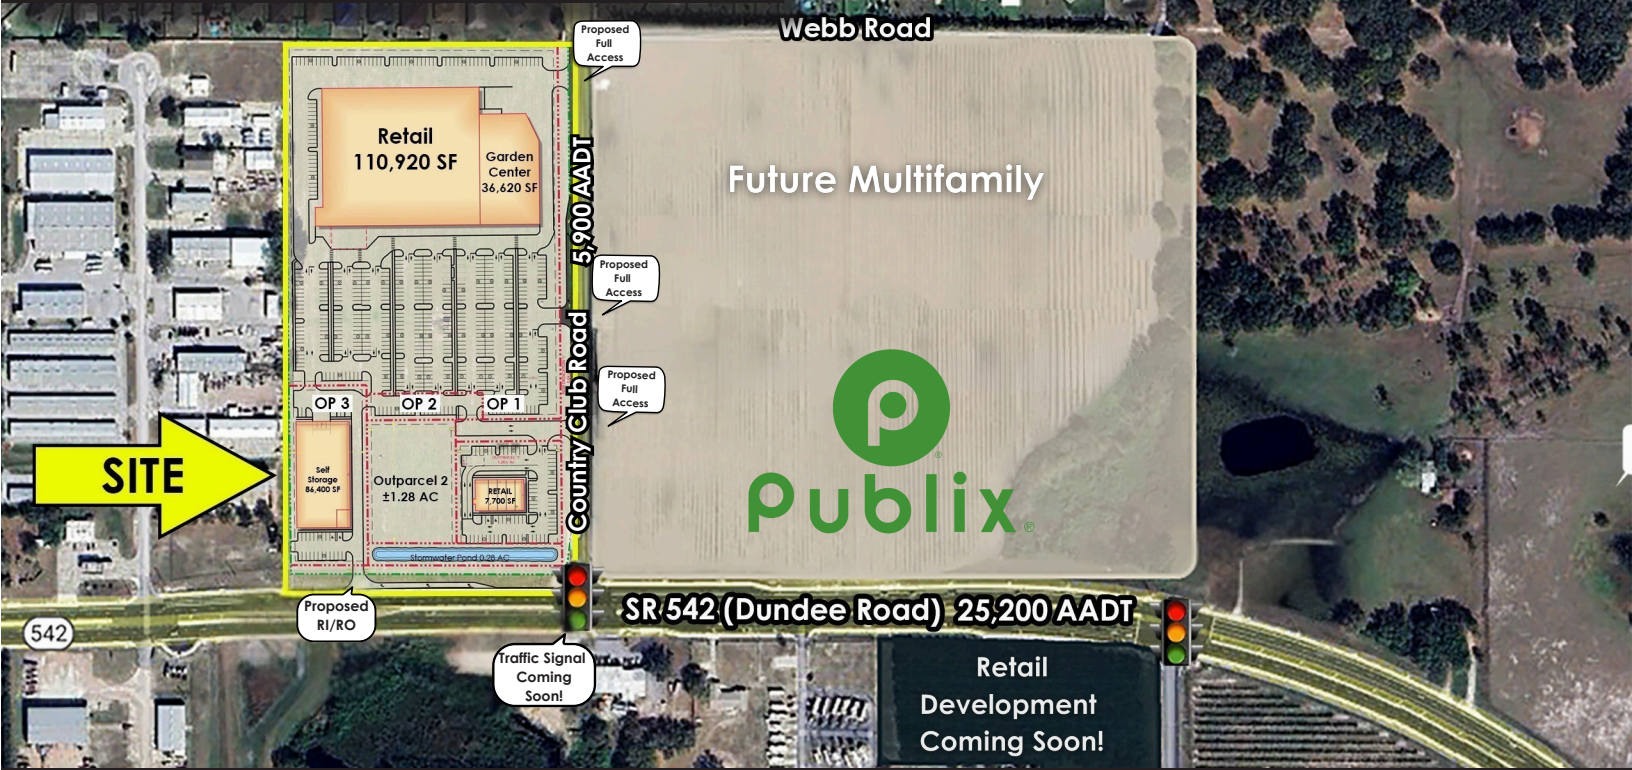 Webb Road
Proposed
Full
Access
Retail
110,920 SF
Garden
Center
36,620 SF
5,900 AADT
Future Multifamily
Proposed
Full
Access
Country Club Road
Proposed
Full
Access
OP 3
OP 2
OP 1
SITE
Self
Storage
86,400 SF
Outparcel 2
±1.28 AC
RETAIL
7,700 SF
Publix®
Stormwater Pond 0.28 AC
Proposed
RI/RO
542
SR 542 (Dundee Road) 25,200 AADT
Traffic Signal
Coming
Soon!
Retail
Development
Coming Soon!